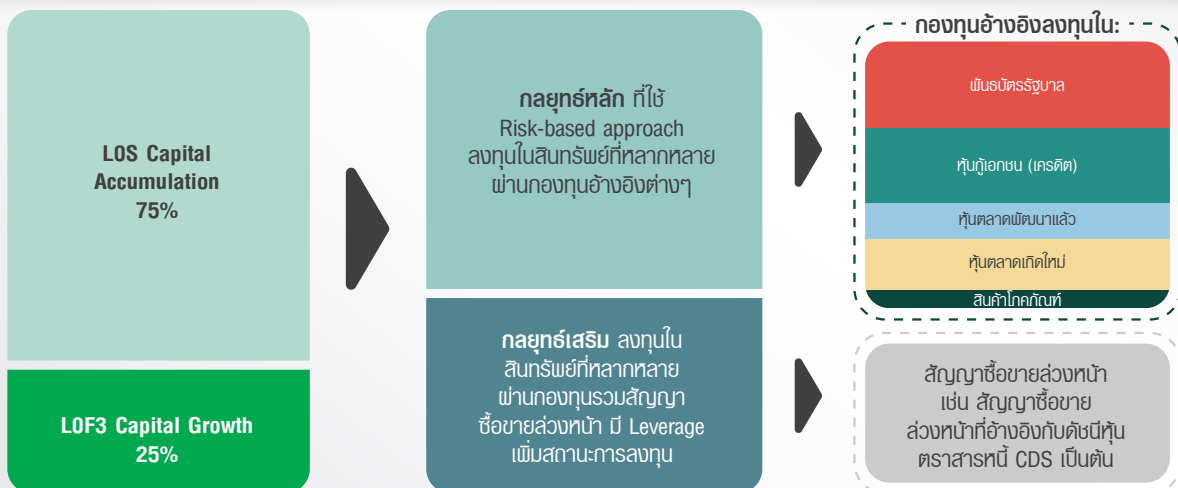 LOS Capital
Accumulation
75%
LOF3 Capital Growth
25%
กลยุทธ์หลัก ที่ใช้
Risk-based approach
ลงทุนในสินทรัพย์ที่หลากหลาย
ผ่านกองทุนอ้างอิงต่างๆ
กลยุทธ์เสริม ลงทุนใน
สินทรัพย์ที่หลากหลาย
ผ่านกองทุนรวมสัญญา
ซื้อขายล่วงหน้า มี Leverage
เพิ่มสถานะการลงทุน
กองทุนอ้างอิงลงทุนใน:
พันธบัตรรัฐบาล
หุ้นกู้เอกชน (เครดิต)
หุ้นตลาดพัฒนาแล้ว
หุ้นตลาดเกิดใหม่
สินค้าโภคภัณฑ์
สัญญาซื้อขายล่วงหน้า
เช่น สัญญาซื้อขาย
ล่วงหน้าที่อ้างอิงกับดัชนีหุ้น
ตราสารหนี้ CDS เป็นต้น